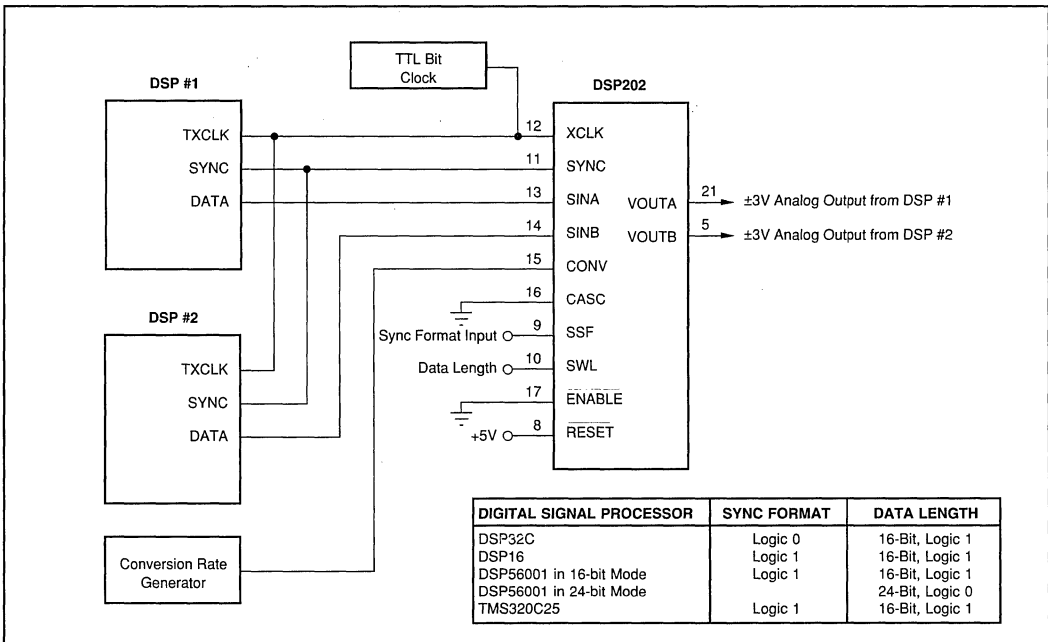 TTL Bit
Clock
DSP #1
DSP202
TXCLK
12
XCLK
SYNC
11
SYNC
DATA
13
SINA
VOUTA
21
±3V Analog Output from DSP #1
14
SINB
VOUTB
5
±3V Analog Output from DSP #2
15
CONV
16
CASC
DSP #2
Sync Format Input
9
SSF
TXCLK
Data Length
10
SWL
SYNC
17
ENABLE
DATA
+5V
8
RESET
Conversion Rate
Generator
DIGITAL SIGNAL PROCESSOR SYNC FORMAT DATA LENGTH
DSP32C Logic 0 16-Bit, Logic 1
DSP16 Logic 1 16-Bit, Logic 1
DSP56001 in 16-bit Mode Logic 1 16-Bit, Logic 1
DSP56001 in 24-bit Mode 24-Bit, Logic 0
TMS320C25 Logic 1 16-Bit, Logic 1